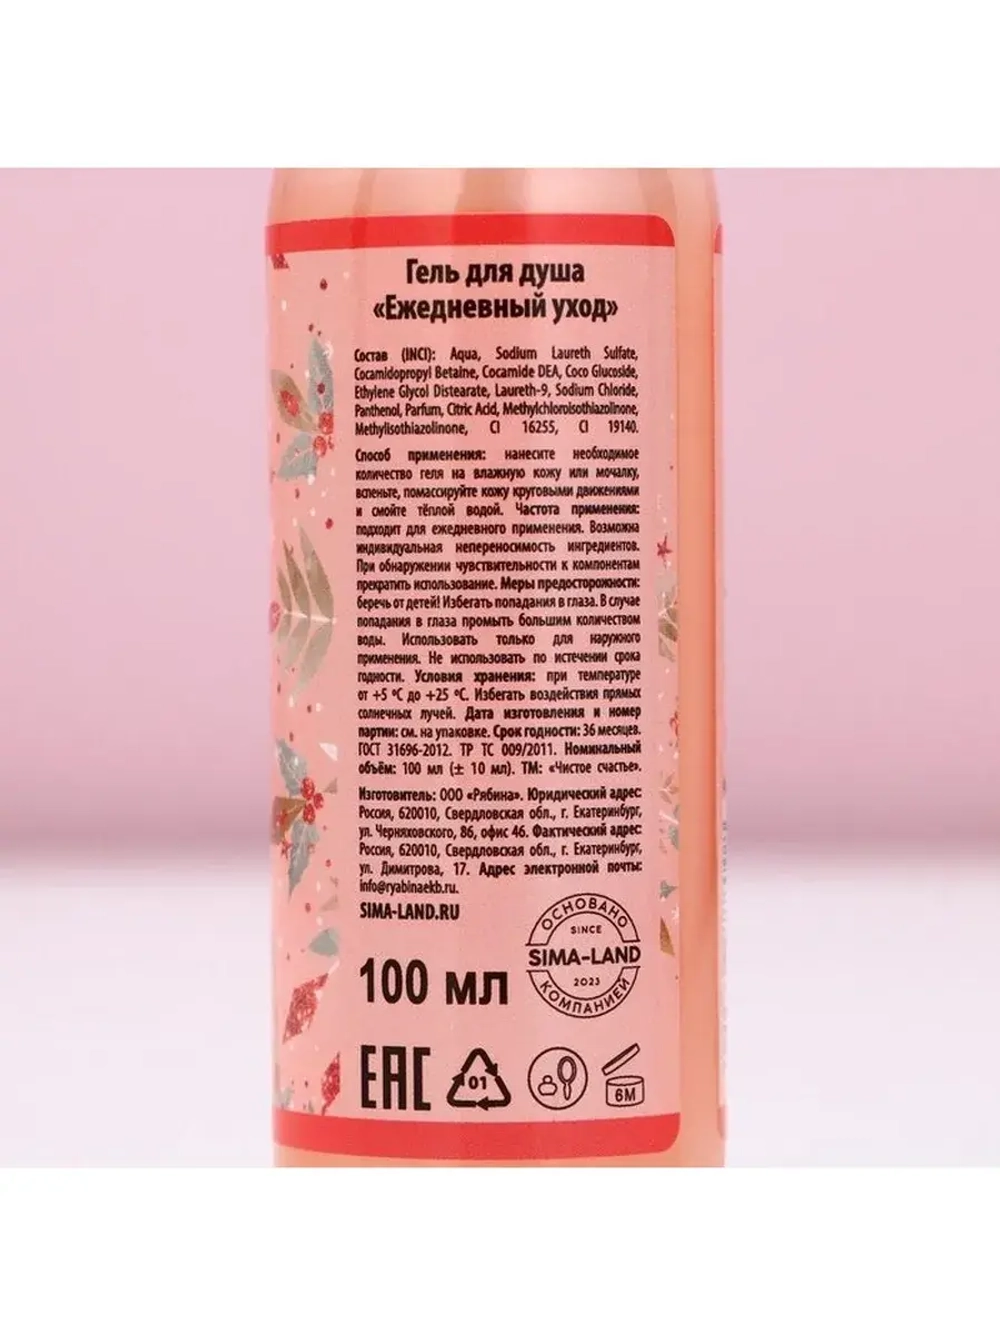 Гель для душа
«Ежедневный уход»
Состав (INCI): Aqua, Sodium Laureth Sulfate,
Cocamidopropyl Betaine, Cocamide DEA, Coco Glucoside,
Ethylene Glycol Distearate, Laureth-9, Sodium Chloride,
Panthenol, Parfum, Citric Acid, Methylchloroisothiazolinone,
Methylisothiazolinone, CI 16255, CI 19140.
Способ применения: нанесите необходимое
количество геля на влажную кожу или мочалку,
вспеньте, помассируйте кожу круговыми движениями
и смойте тёплой водой. Частота применения:
подходит для ежедневного применения. Возможна
индивидуальная непереносимость ингредиентов.
При обнаружении чувствительности к компонентам
прекратить использование. Меры предосторожности:
беречь от детей! Избегать попадания в глаза. В случае
попадания в глаза промыть большим количеством
воды. Использовать только для наружного
применения. Не использовать по истечении срока
годности. Условия хранения: при температуре
от +5 °C до +25 °C. Избегать воздействия прямых
солнечных лучей. Дата изготовления и номер
партии: см. на упаковке. Срок годности: 36 месяцев.
ГОСТ 31696-2012. ТР ТС 009/2011. Номинальный
объём: 100 мл (± 10 мл). ТМ: «Чистое счастье».
Изготовитель: ООО «Рябина». Юридический адрес:
Россия, 620010, Свердловская обл., г. Екатеринбург,
ул. Черняховского, 86, офис 46. Фактический адрес:
Россия, 620010, Свердловская обл., г. Екатеринбург,
ул. Димитрова, 17. Адрес электронной почты:
info@ryabinaekb.ru.
SIMA-LAND.RU
ОСНОВАНО
SINCE
SIMA-LAND
2023
КОМПАНИЕЙ
100 мл
EAC
01
6M